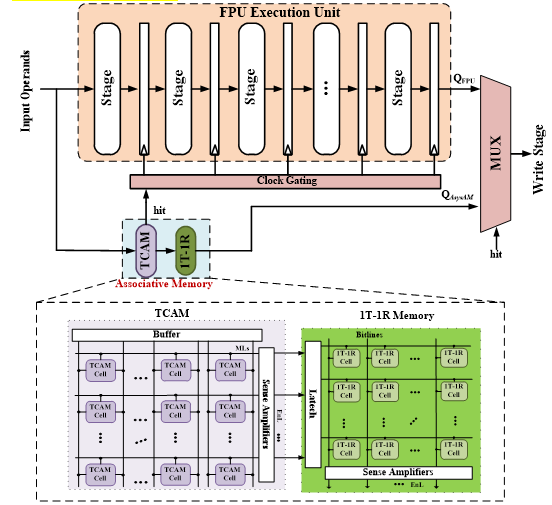 FPU Execution Unit
Input Operands
Stage
Stage
Stage
...
Stage
Q_FPU
MUX
Write Stage
Clock Gating
Q_AsysAM
hit
hit
TCAM
1T-1R
Associative Memory
TCAM
1T-1R Memory
Buffer
MLs
TCAM Cell
...
TCAM Cell
TCAM Cell
TCAM Cell
...
TCAM Cell
TCAM Cell
TCAM Cell
...
TCAM Cell
TCAM Cell
Sense Amplifiers
EnL ...
Latech
Bitlines
1T-1R Cell
1T-1R Cell
...
1T-1R Cell
1T-1R Cell
1T-1R Cell
...
1T-1R Cell
1T-1R Cell
1T-1R Cell
...
1T-1R Cell
Sense Amplifiers
... EnL